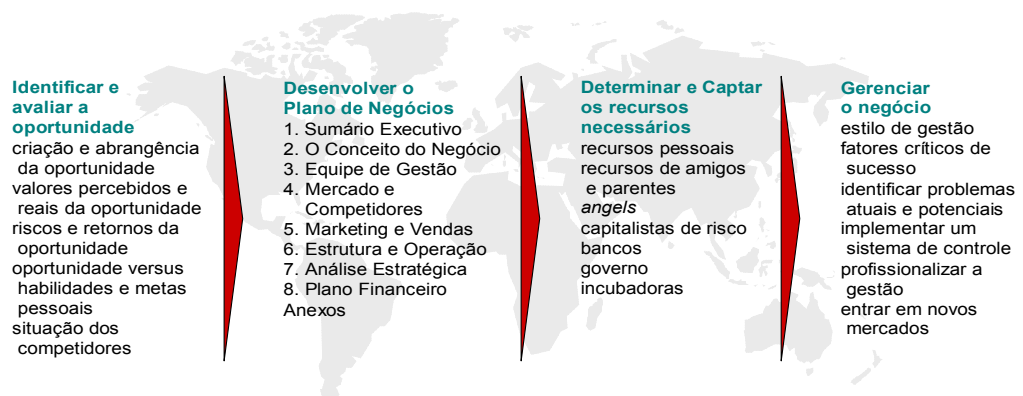 Identificar e
avaliar a
oportunidade
criação e abrangência
da oportunidade
valores percebidos e
reais da oportunidade
riscos e retornos da
oportunidade
oportunidade versus
habilidades e metas
pessoais
situação dos
competidores
Desenvolver o
Plano de Negócios
1. Sumário Executivo
2. O Conceito do Negócio
3. Equipe de Gestão
4. Mercado e
Competidores
5. Marketing e Vendas
6. Estrutura e Operação
7. Análise Estratégica
8. Plano Financeiro
Anexos
Determinar e Captar
os recursos
necessários
recursos pessoais
recursos de amigos
e parentes
angels
capitalistas de risco
bancos
governo
incubadoras
Gerenciar
o negócio
estilo de gestão
fatores críticos de
sucesso
identificar problemas
atuais e potenciais
implementar um
sistema de controle
profissionalizar a
gestão
entrar em novos
mercados